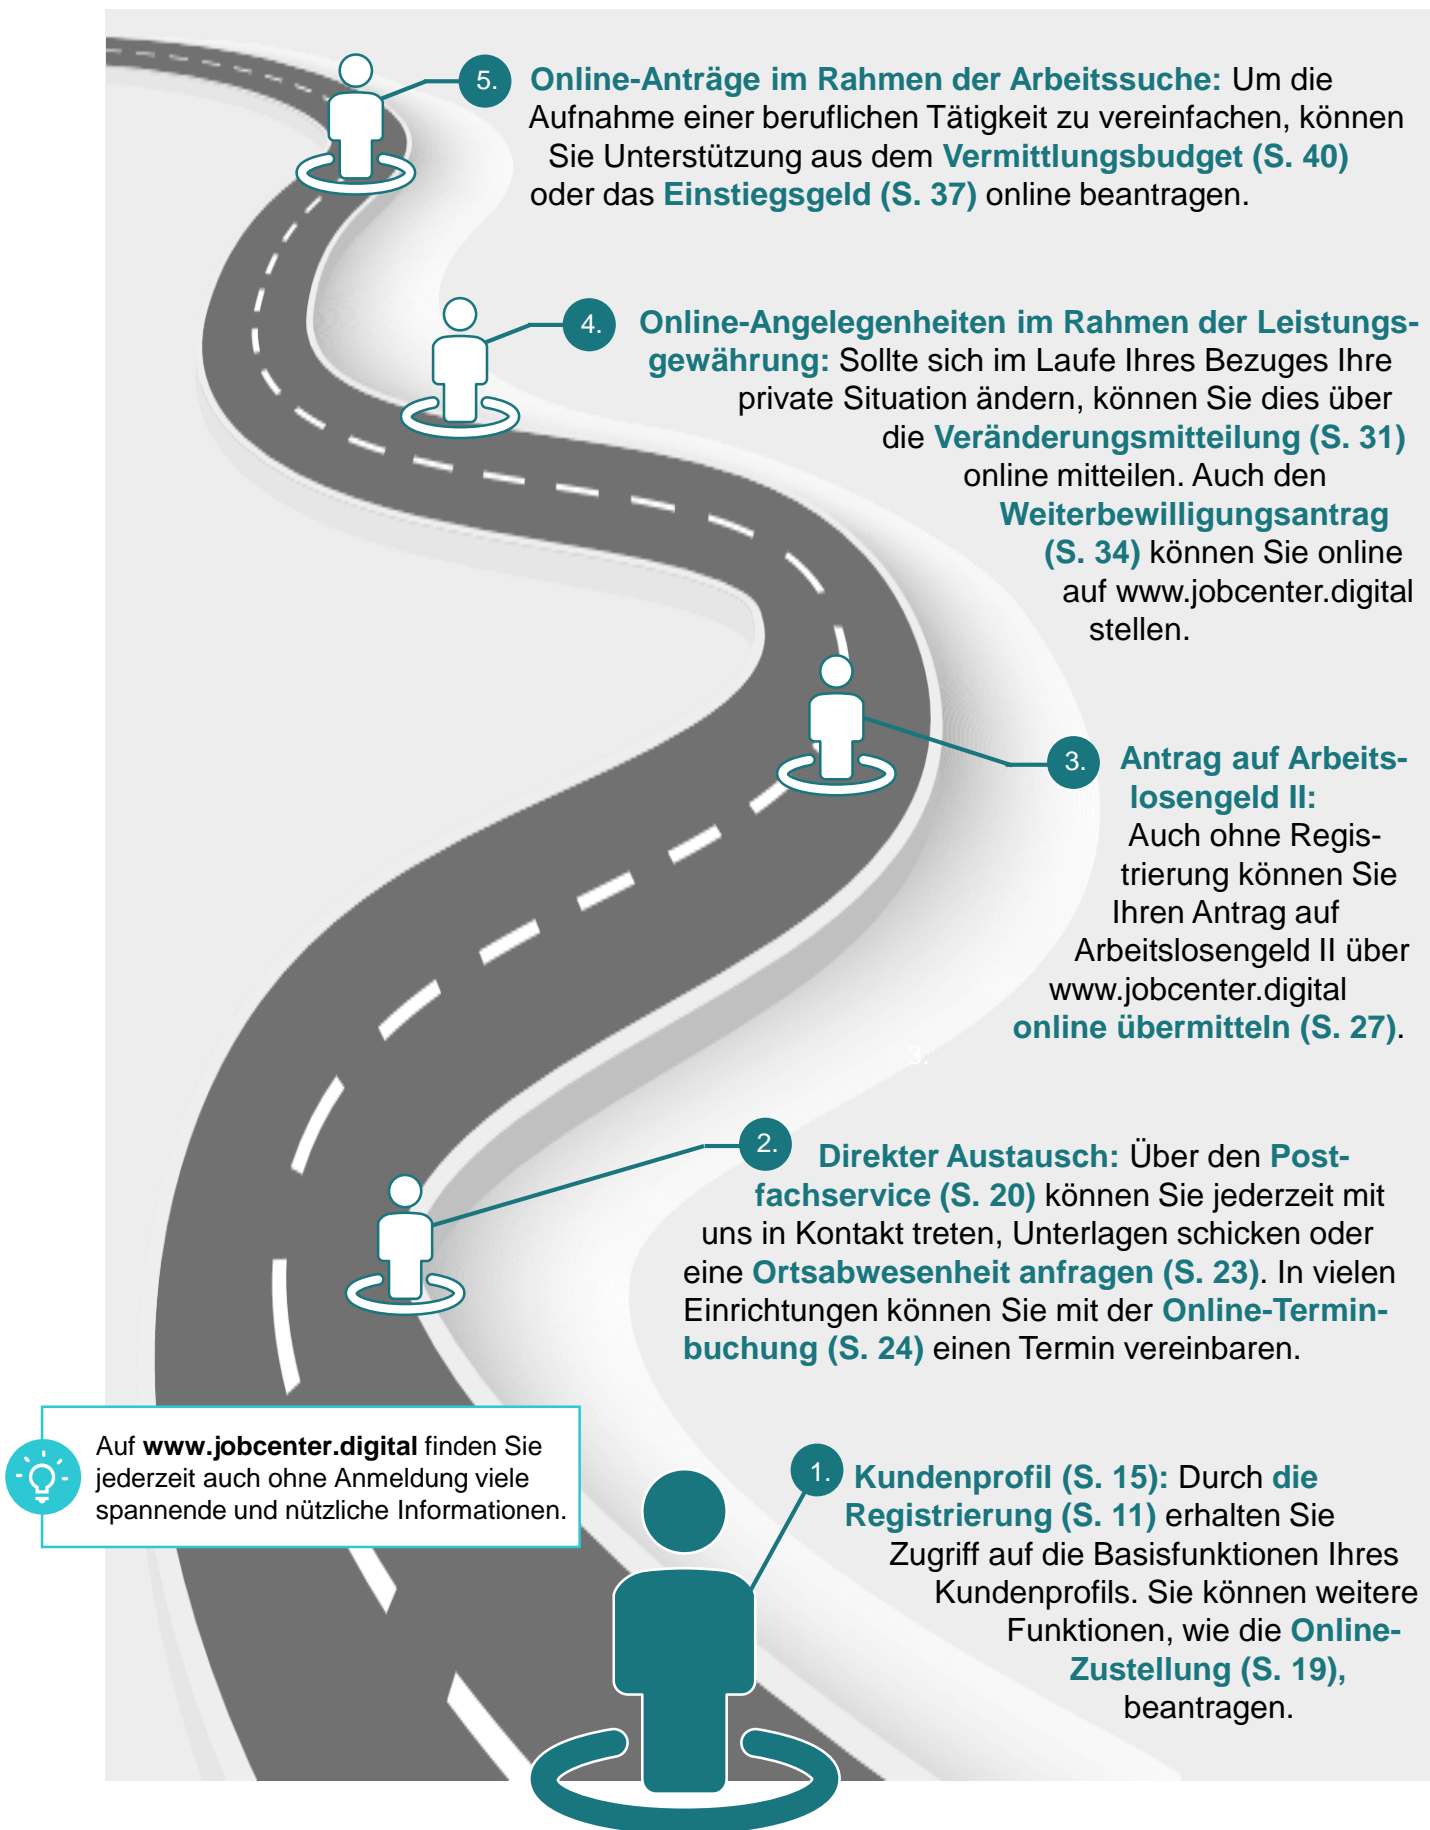 5. Online-Anträge im Rahmen der Arbeitssuche: Um die
Aufnahme einer beruflichen Tätigkeit zu vereinfachen, können
Sie Unterstützung aus dem Vermittlungsbudget (S. 40)
oder das Einstiegsgeld (S. 37) online beantragen.
4. Online-Angelegenheiten im Rahmen der Leistungs-
gewährung: Sollte sich im Laufe Ihres Bezuges Ihre
private Situation ändern, können Sie dies über
die Veränderungsmitteilung (S. 31)
online mitteilen. Auch den
Weiterbewilligungsantrag
(S. 34) können Sie online
auf www.jobcenter.digital
stellen.
3. Antrag auf Arbeits-
losengeld II:
Auch ohne Regis-
trierung können Sie
Ihren Antrag auf
Arbeitslosengeld II über
www.jobcenter.digital
online übermitteln (S. 27).
3.
2. Direkter Austausch: Über den Post-
fachservice (S. 20) können Sie jederzeit mit
uns in Kontakt treten, Unterlagen schicken oder
eine Ortsabwesenheit anfragen (S. 23). In vielen
Einrichtungen können Sie mit der Online-Termin-
buchung (S. 24) einen Termin vereinbaren.
Auf www.jobcenter.digital finden Sie
jederzeit auch ohne Anmeldung viele
spannende und nützliche Informationen.
1. Kundenprofil (S. 15): Durch die
Registrierung (S. 11) erhalten Sie
Zugriff auf die Basisfunktionen Ihres
Kundenprofils. Sie können weitere
Funktionen, wie die Online-
Zustellung (S. 19),
beantragen.